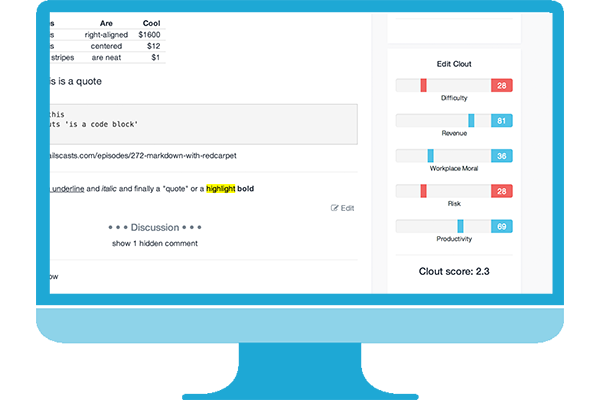 s Are Cool
s right-aligned $1600
s centered $12
stripes are neat $1
is is a quote
this
uts 'is a code block'
ailscasts.com/episodes/272-markdown-with-redcarpet
underline and italic and finally a "quote" or a highlight bold
Edit
• • • Discussion • • •
show 1 hidden comment
ow
Edit Clout
28
Difficulty
81
Revenue
36
Workplace Moral
28
Risk
69
Productivity
Clout score: 2.3